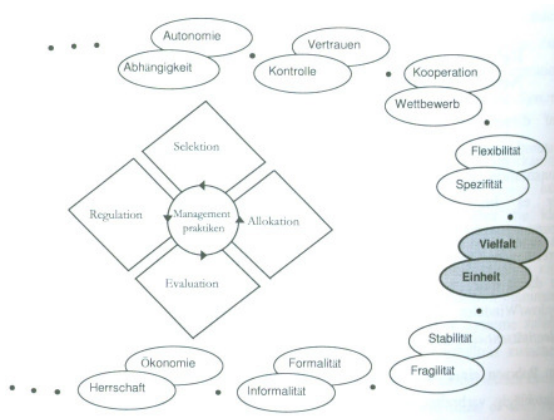 Autonomie
Abhängigkeit
Vertrauen
Kontrolle
Kooperation
Wettbewerb
Flexibilität
Spezifität
Vielfalt
Einheit
Stabilität
Fragilität
Formalität
Informalität
Ökonomie
Herrschaft
Selektion
Regulation
Management
praktiken
Allokation
Evaluation